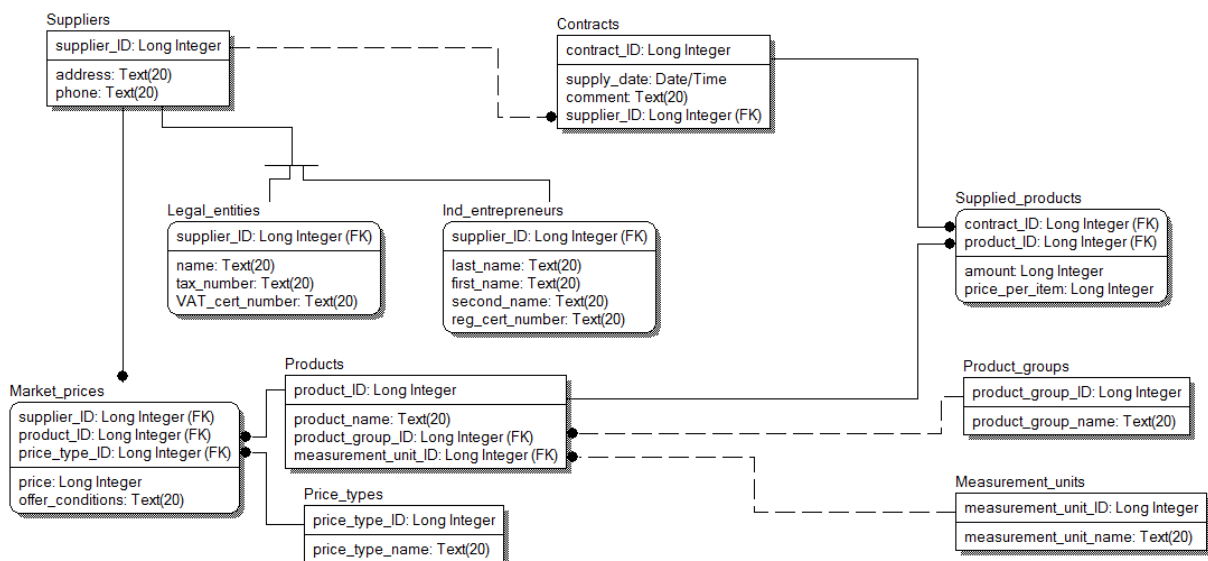 Suppliers
supplier_ID: Long Integer
address: Text(20)
phone: Text(20)
Contracts
contract_ID: Long Integer
supply_date: Date/Time
comment: Text(20)
supplier_ID: Long Integer (FK)
Legal_entities
supplier_ID: Long Integer (FK)
name: Text(20)
tax_number: Text(20)
VAT_cert_number: Text(20)
Ind_entrepreneurs
supplier_ID: Long Integer (FK)
last_name: Text(20)
first_name: Text(20)
second_name: Text(20)
reg_cert_number: Text(20)
Supplied_products
contract_ID: Long Integer (FK)
product_ID: Long Integer (FK)
amount: Long Integer
price_per_item: Long Integer
Market_prices
supplier_ID: Long Integer (FK)
product_ID: Long Integer (FK)
price_type_ID: Long Integer (FK)
price: Long Integer
offer_conditions: Text(20)
Products
product_ID: Long Integer
product_name: Text(20)
product_group_ID: Long Integer (FK)
measurement_unit_ID: Long Integer (FK)
Product_groups
product_group_ID: Long Integer
product_group_name: Text(20)
Price_types
price_type_ID: Long Integer
price_type_name: Text(20)
Measurement_units
measurement_unit_ID: Long Integer
measurement_unit_name: Text(20)